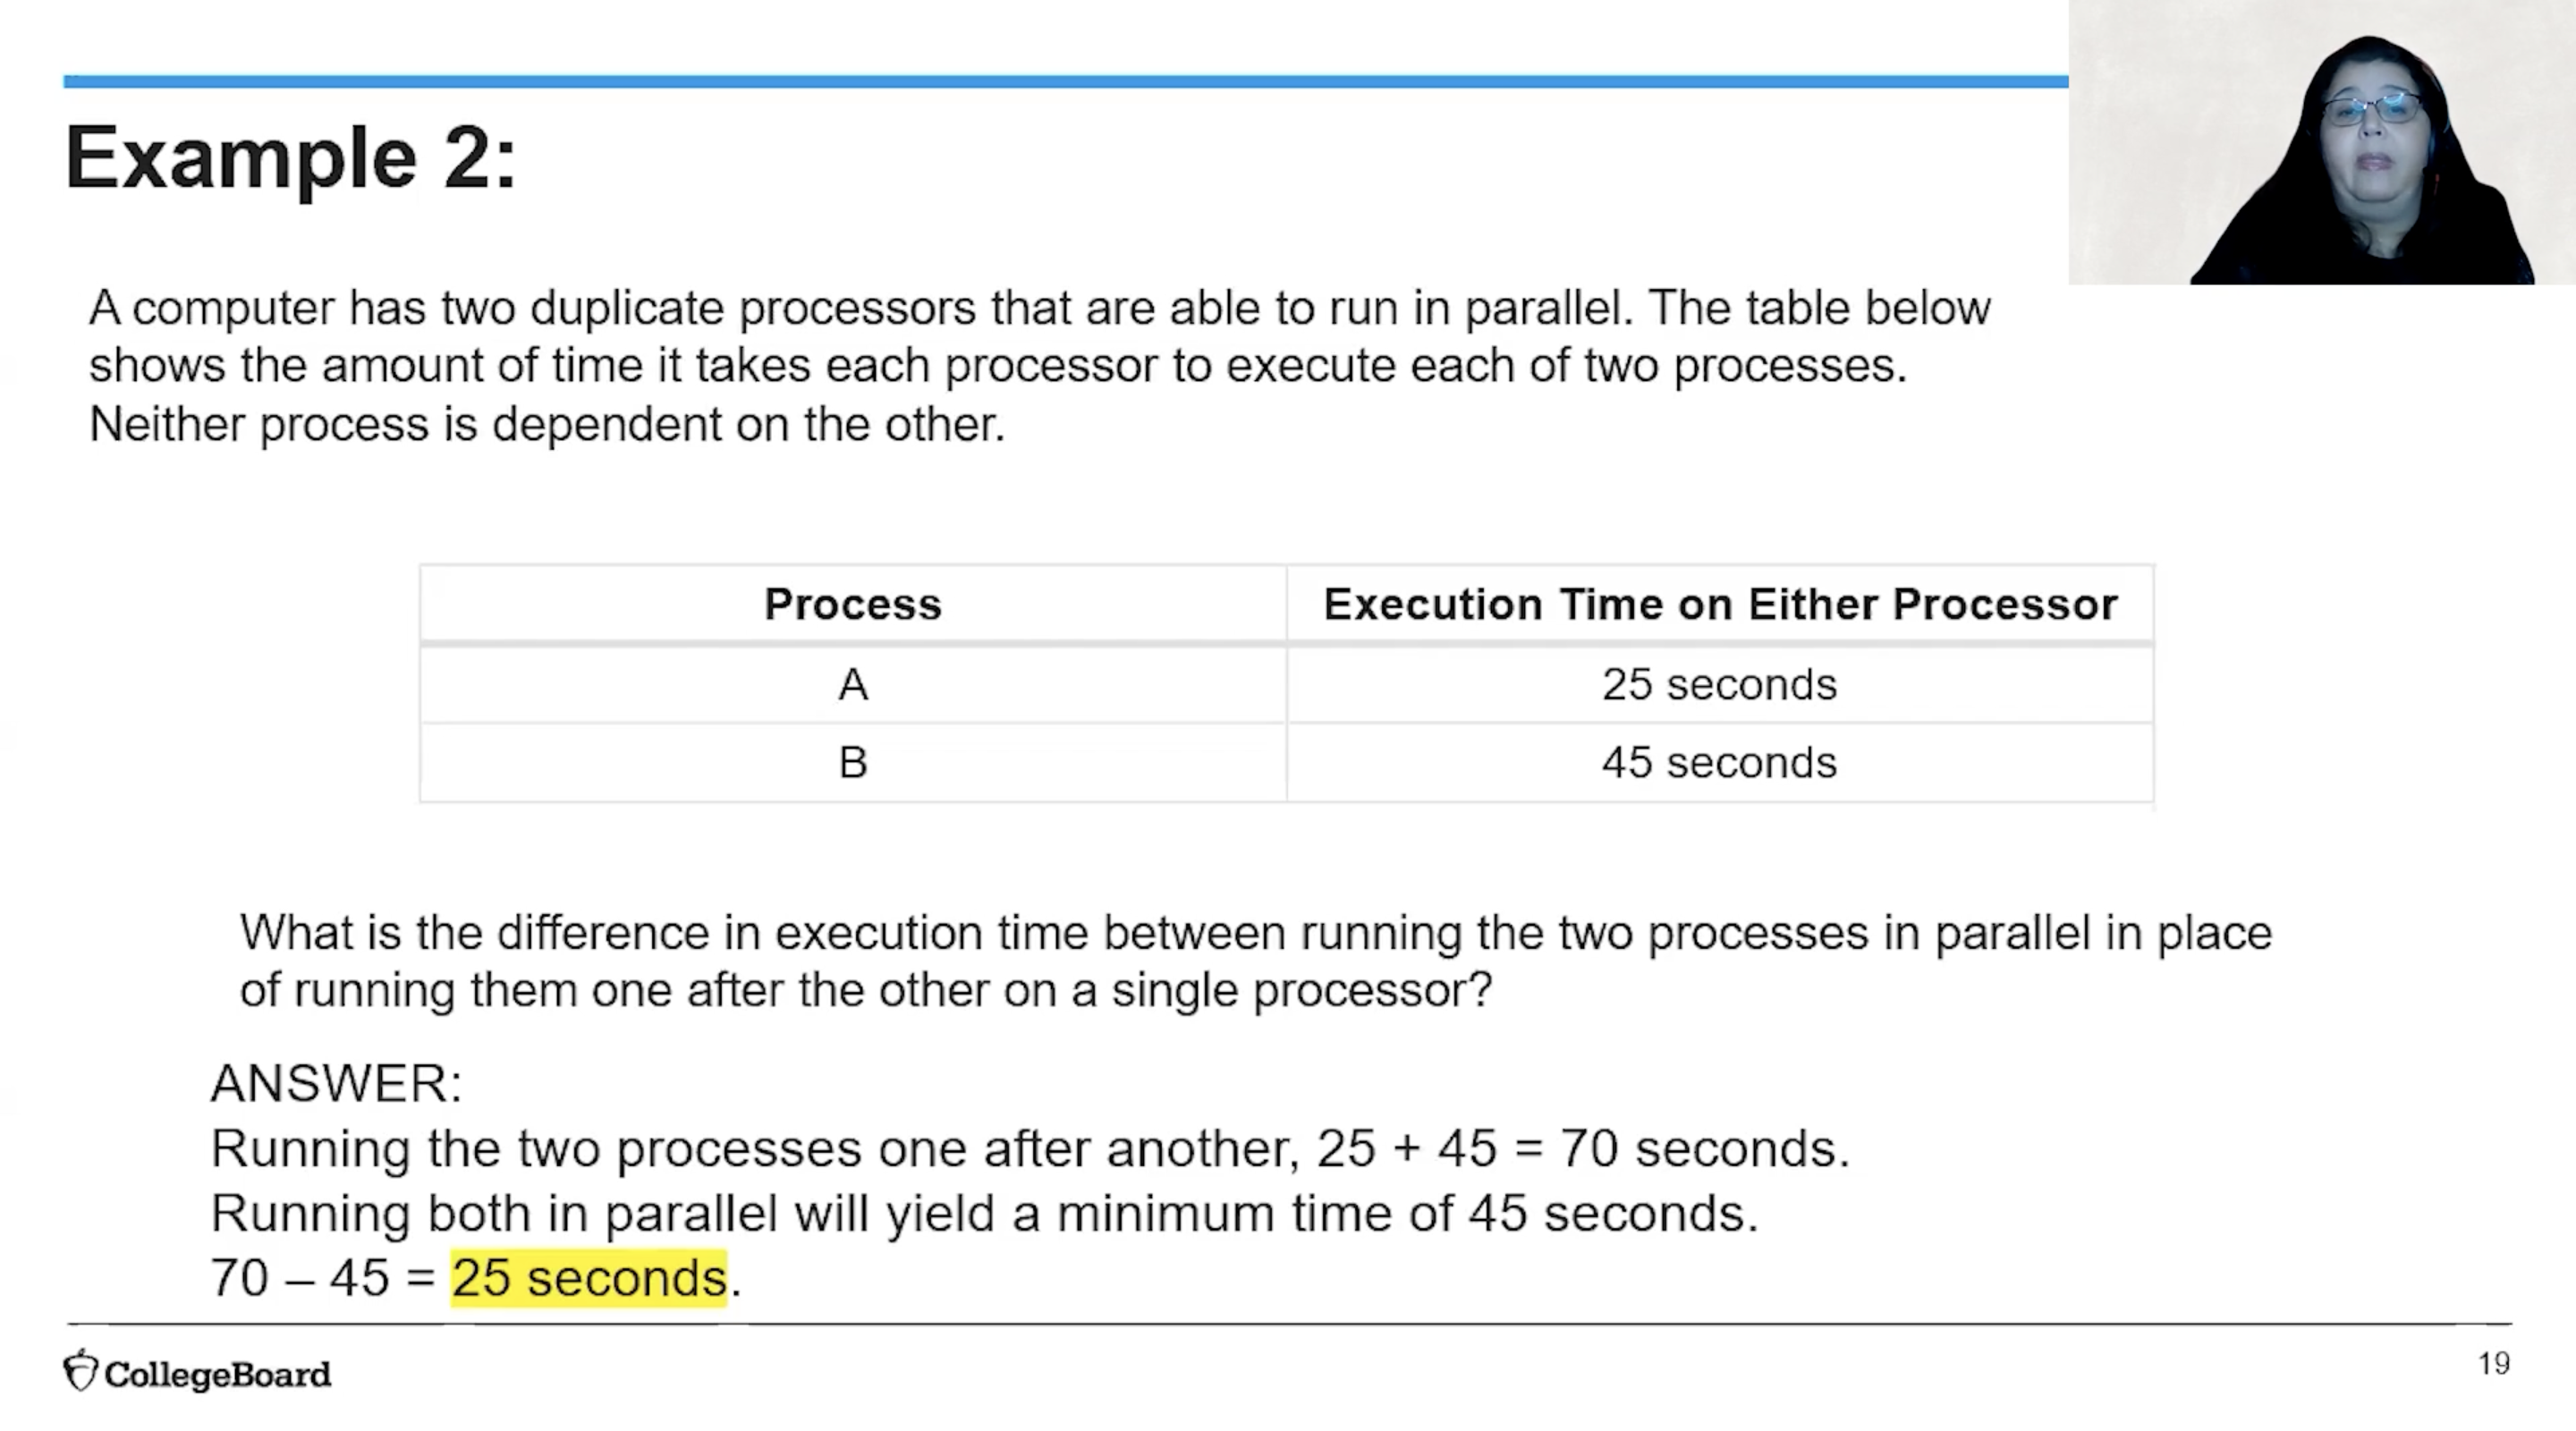 Example 2:
A computer has two duplicate processors that are able to run in parallel. The table below
shows the amount of time it takes each processor to execute each of two processes.
Neither process is dependent on the other.
Process Execution Time on Either Processor
A 25 seconds
B 45 seconds
What is the difference in execution time between running the two processes in parallel in place
of running them one after the other on a single processor?
ANSWER:
Running the two processes one after another, 25 + 45 = 70 seconds.
Running both in parallel will yield a minimum time of 45 seconds.
70 – 45 = 25 seconds.
CollegeBoard
19